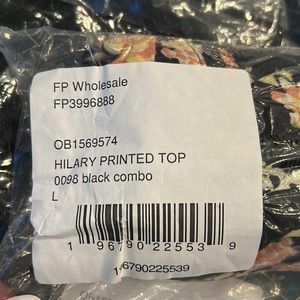 FP Wholesale
FP3996888
OB1569574
HILARY PRINTED TOP
0098 black combo
L
1 96790 22553 9
196790225539